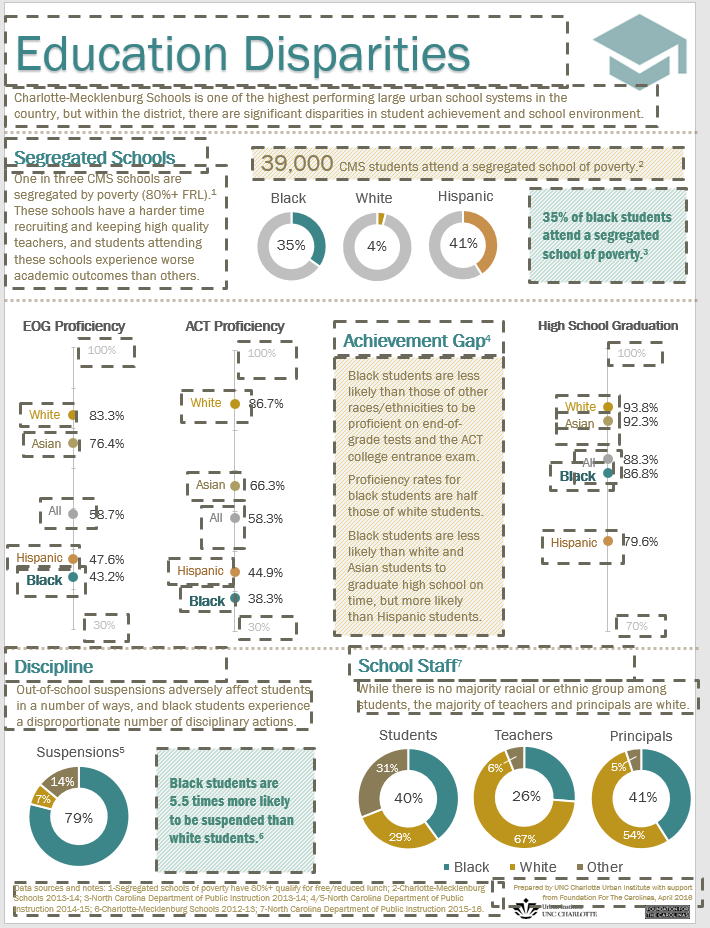 Education Disparities
Charlotte-Mecklenburg Schools is one of the highest performing large urban school systems in the
country, but within the district, there are significant disparities in student achievement and school environment.
Segregated Schools
One in three CMS schools are
segregated by poverty (80%+ FRL).1
These schools have a harder time
recruiting and keeping high quality
teachers, and students attending
these schools experience worse
academic outcomes than others.
39,000 CMS students attend a segregated school of poverty.2
Black
White
Hispanic
35%
4%
41%
35% of black students
attend a segregated
school of poverty.3
EOG Proficiency
100%
White 83.3%
Asian 76.4%
All 58.7%
Hispanic 47.6%
Black 43.2%
30%
ACT Proficiency
100%
White 86.7%
Asian 66.3%
All 58.3%
Hispanic 44.9%
Black 38.3%
30%
Achievement Gap4
Black students are less
likely than those of other
races/ethnicities to be
proficient on end-of-
grade tests and the ACT
college entrance exam.
Proficiency rates for
black students are half
those of white students.
Black students are less
likely than white and
Asian students to
graduate high school on
time, but more likely
than Hispanic students.
High School Graduation
100%
White 93.8%
Asian 92.3%
All 88.3%
Black 86.8%
Hispanic 79.6%
70%
Discipline
Out-of-school suspensions adversely affect students
in a number of ways, and black students experience
a disproportionate number of disciplinary actions.
Suspensions5
14%
7%
79%
Black students are
5.5 times more likely
to be suspended than
white students.6
School Staff7
While there is no majority racial or ethnic group among
students, the majority of teachers and principals are white.
Students
Teachers
Principals
31%
40%
29%
6%
26%
67%
5%
41%
54%
Black
White
Other
Data sources and notes: 1-Segregated schools of poverty have 80%+ qualify for free/reduced lunch; 2-Charlotte-Mecklenburg
Schools 2013-14; 3-North Carolina Department of Public Instruction 2013-14; 4/5-North Carolina Department of Public
Instruction 2014-15; 6-Charlotte-Mecklenburg Schools 2012-13; 7-North Carolina Department of Public Instruction 2015-16.
Prepared by UNC Charlotte Urban Institute with support
from Foundation For The Carolinas, April 2016
UNC CHARLOTTE
FOUNDATION FOR
THE CAROLINAS